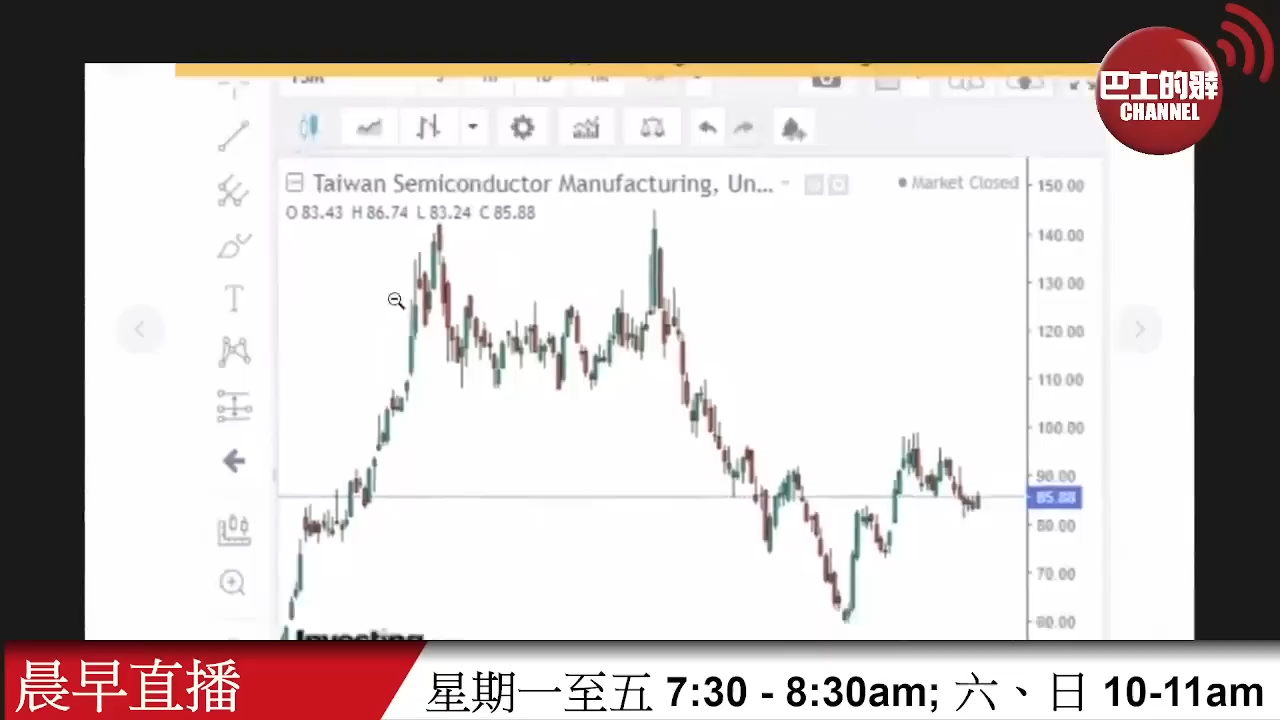 巴士的報
CHANNEL
Taiwan Semiconductor Manufacturing, Un...
Market Closed
O 83.43 H 86.74 L 83.24 C 85.88
150.00
140.00
130.00
120.00
110.00
100.00
90.00
85.88
80.00
70.00
60.00
Investing
晨早直播
星期一至五 7:30 - 8:30am; 六、日 10-11am